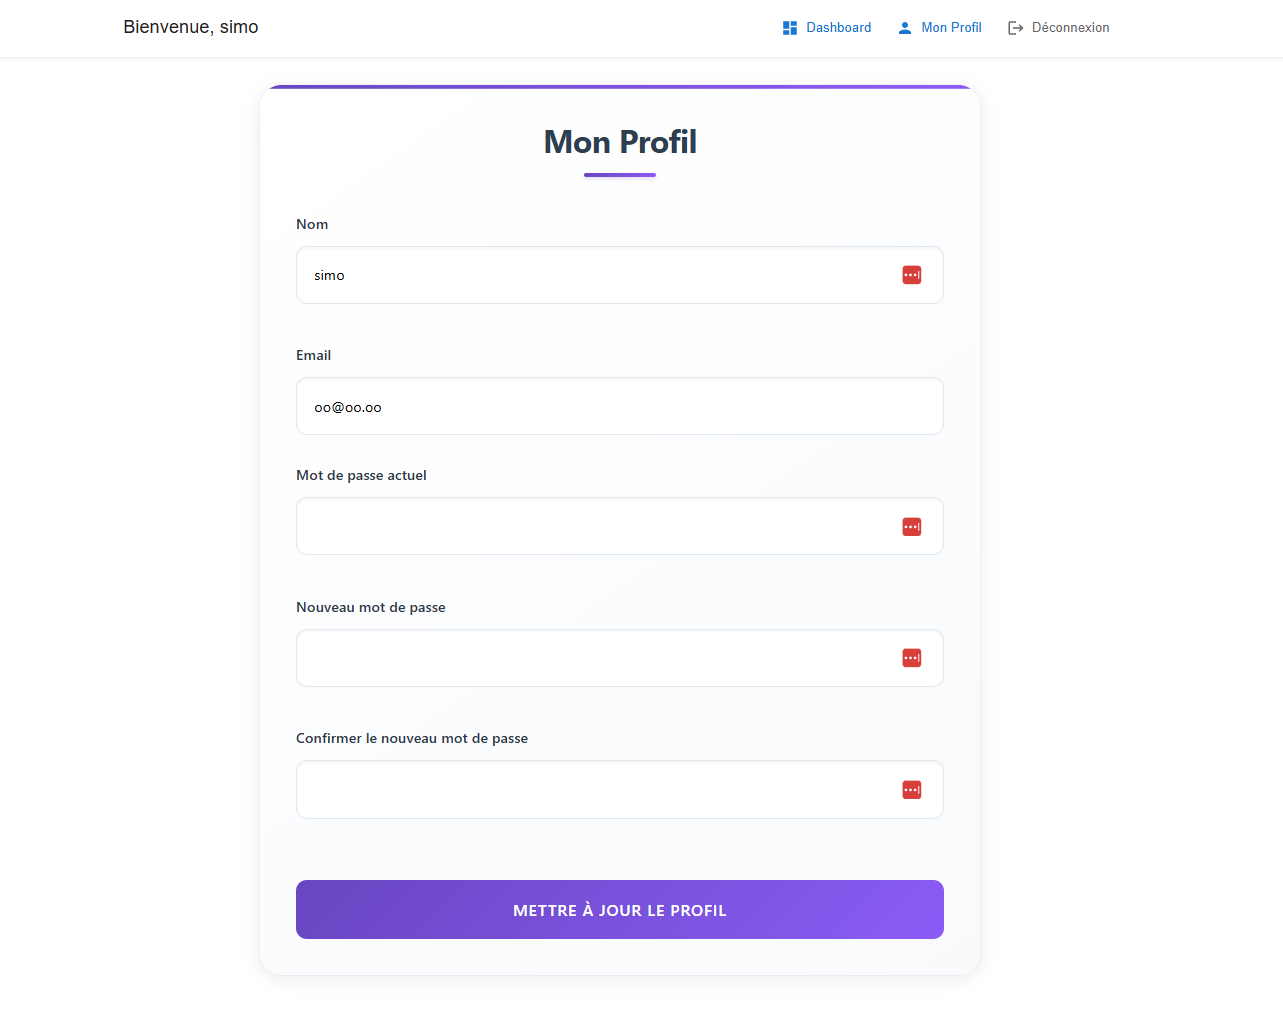 Bienvenue, simo
Dashboard
Mon Profil
Déconnexion
Mon Profil
Nom
simo
Email
oo@oo.oo
Mot de passe actuel
Nouveau mot de passe
Confirmer le nouveau mot de passe
METTRE À JOUR LE PROFIL